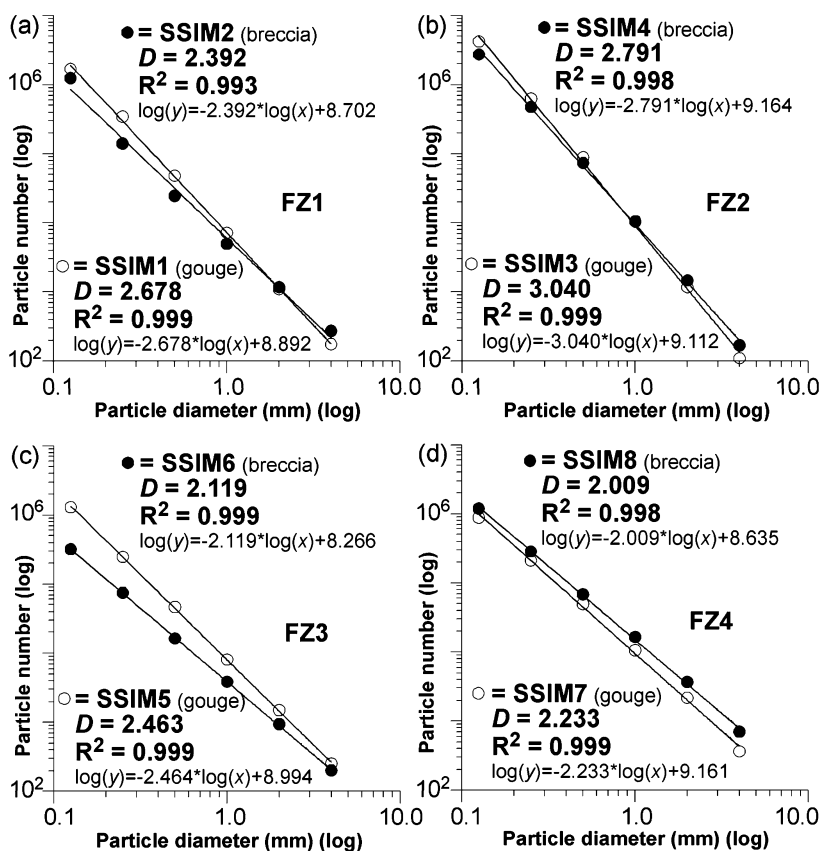 (a)
● = SSIM2 (breccia)
D = 2.392
R² = 0.993
log(y)=-2.392*log(x)+8.702
10⁶
Particle number (log)
FZ1
○ = SSIM1 (gouge)
D = 2.678
R² = 0.999
log(y)=-2.678*log(x)+8.892
10²
0.1
1.0
10.0
Particle diameter (mm) (log)
(b)
● = SSIM4 (breccia)
D = 2.791
R² = 0.998
log(y)=-2.791*log(x)+9.164
10⁶
Particle number (log)
FZ2
○ = SSIM3 (gouge)
D = 3.040
R² = 0.999
log(y)=-3.040*log(x)+9.112
10²
0.1
1.0
10.0
Particle diameter (mm) (log)
(c)
● = SSIM6 (breccia)
D = 2.119
R² = 0.999
log(y)=-2.119*log(x)+8.266
10⁶
Particle number (log)
FZ3
○ = SSIM5 (gouge)
D = 2.463
R² = 0.999
log(y)=-2.464*log(x)+8.994
10²
0.1
1.0
10.0
Particle diameter (mm) (log)
(d)
● = SSIM8 (breccia)
D = 2.009
R² = 0.998
log(y)=-2.009*log(x)+8.635
10⁶
Particle number (log)
FZ4
○ = SSIM7 (gouge)
D = 2.233
R² = 0.999
log(y)=-2.233*log(x)+9.161
10²
0.1
1.0
10.0
Particle diameter (mm) (log)